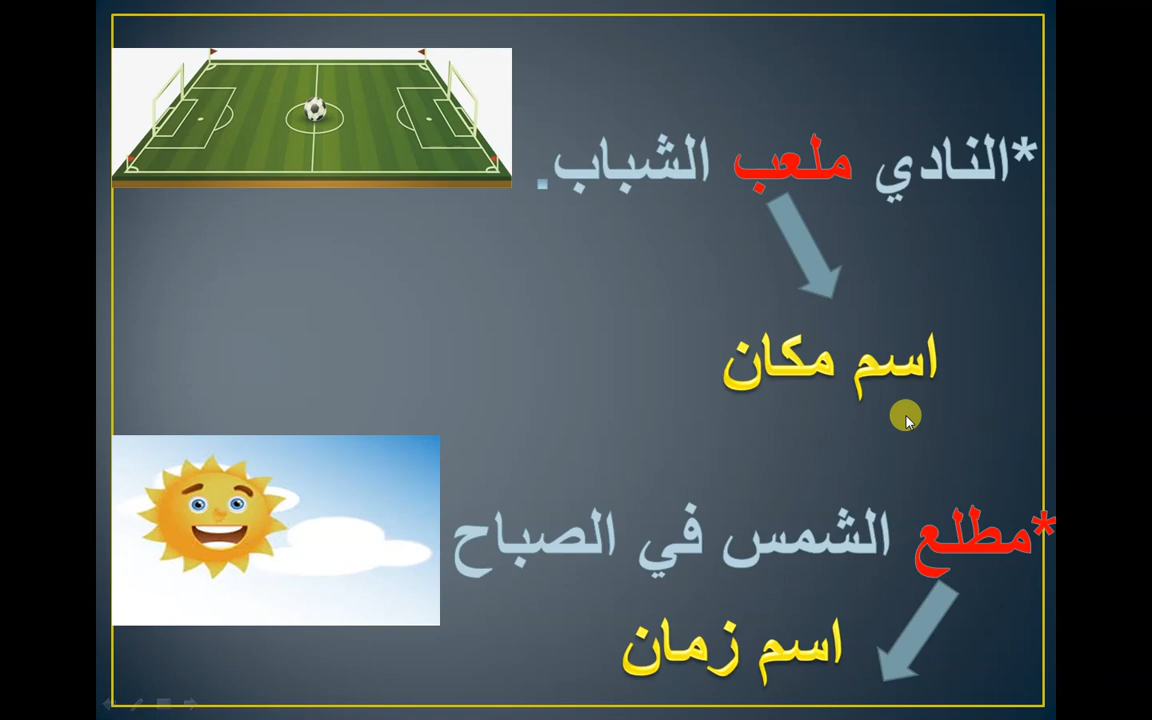 *النادي ملعب الشباب.
اسم مكان
*مطلع الشمس في الصباح
اسم زمان